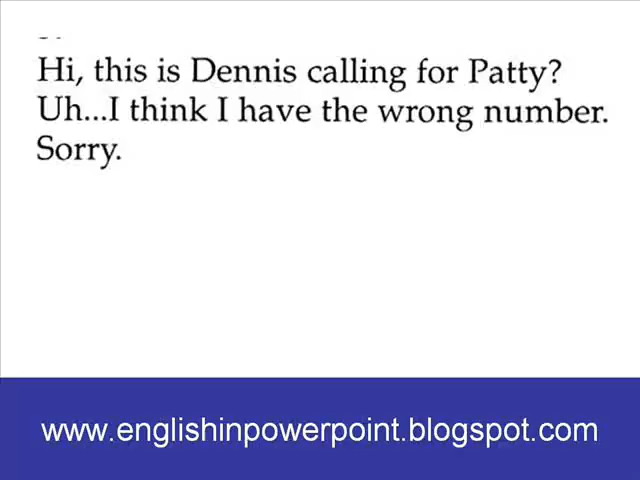 Hi, this is Dennis calling for Patty?
Uh...I think I have the wrong number.
Sorry.
www.englishinpowerpoint.blogspot.com